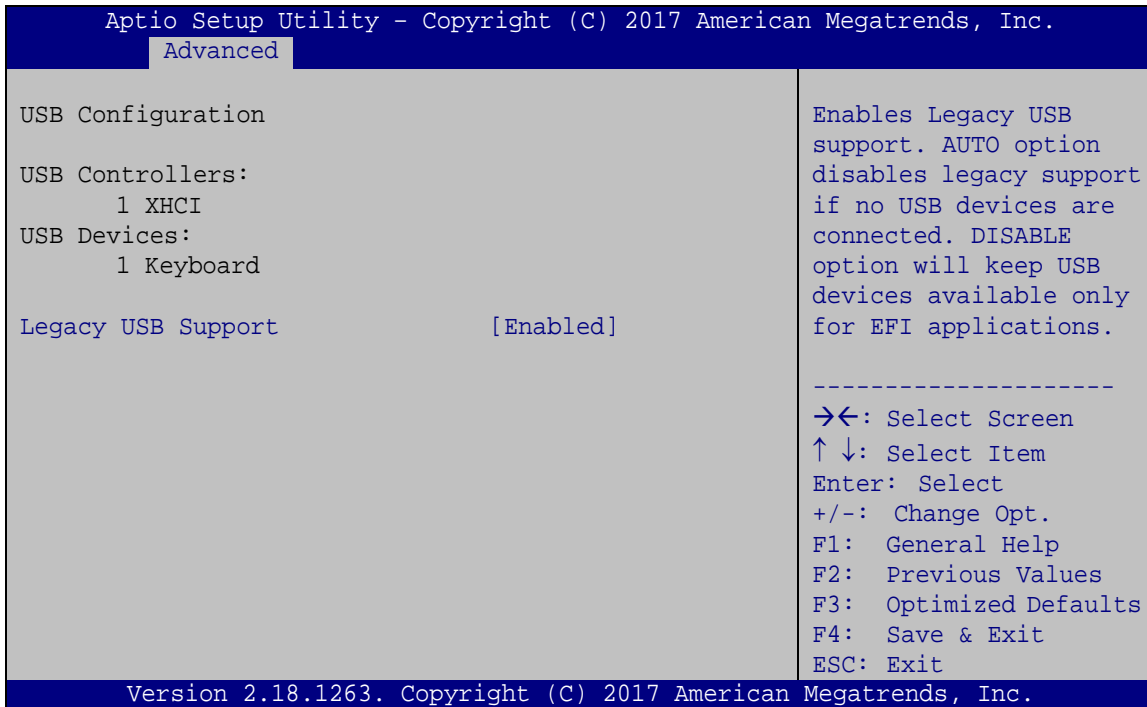 Aptio Setup Utility – Copyright (C) 2017 American Megatrends, Inc.
Advanced
USB Configuration
USB Controllers:
1 XHCI
USB Devices:
1 Keyboard
Legacy USB Support [Enabled]
Enables Legacy USB
support. AUTO option
disables legacy support
if no USB devices are
connected. DISABLE
option will keep USB
devices available only
for EFI applications.
---------------------
→←: Select Screen
↑ ↓: Select Item
Enter: Select
+/-: Change Opt.
F1: General Help
F2: Previous Values
F3: Optimized Defaults
F4: Save & Exit
ESC: Exit
Version 2.18.1263. Copyright (C) 2017 American Megatrends, Inc.